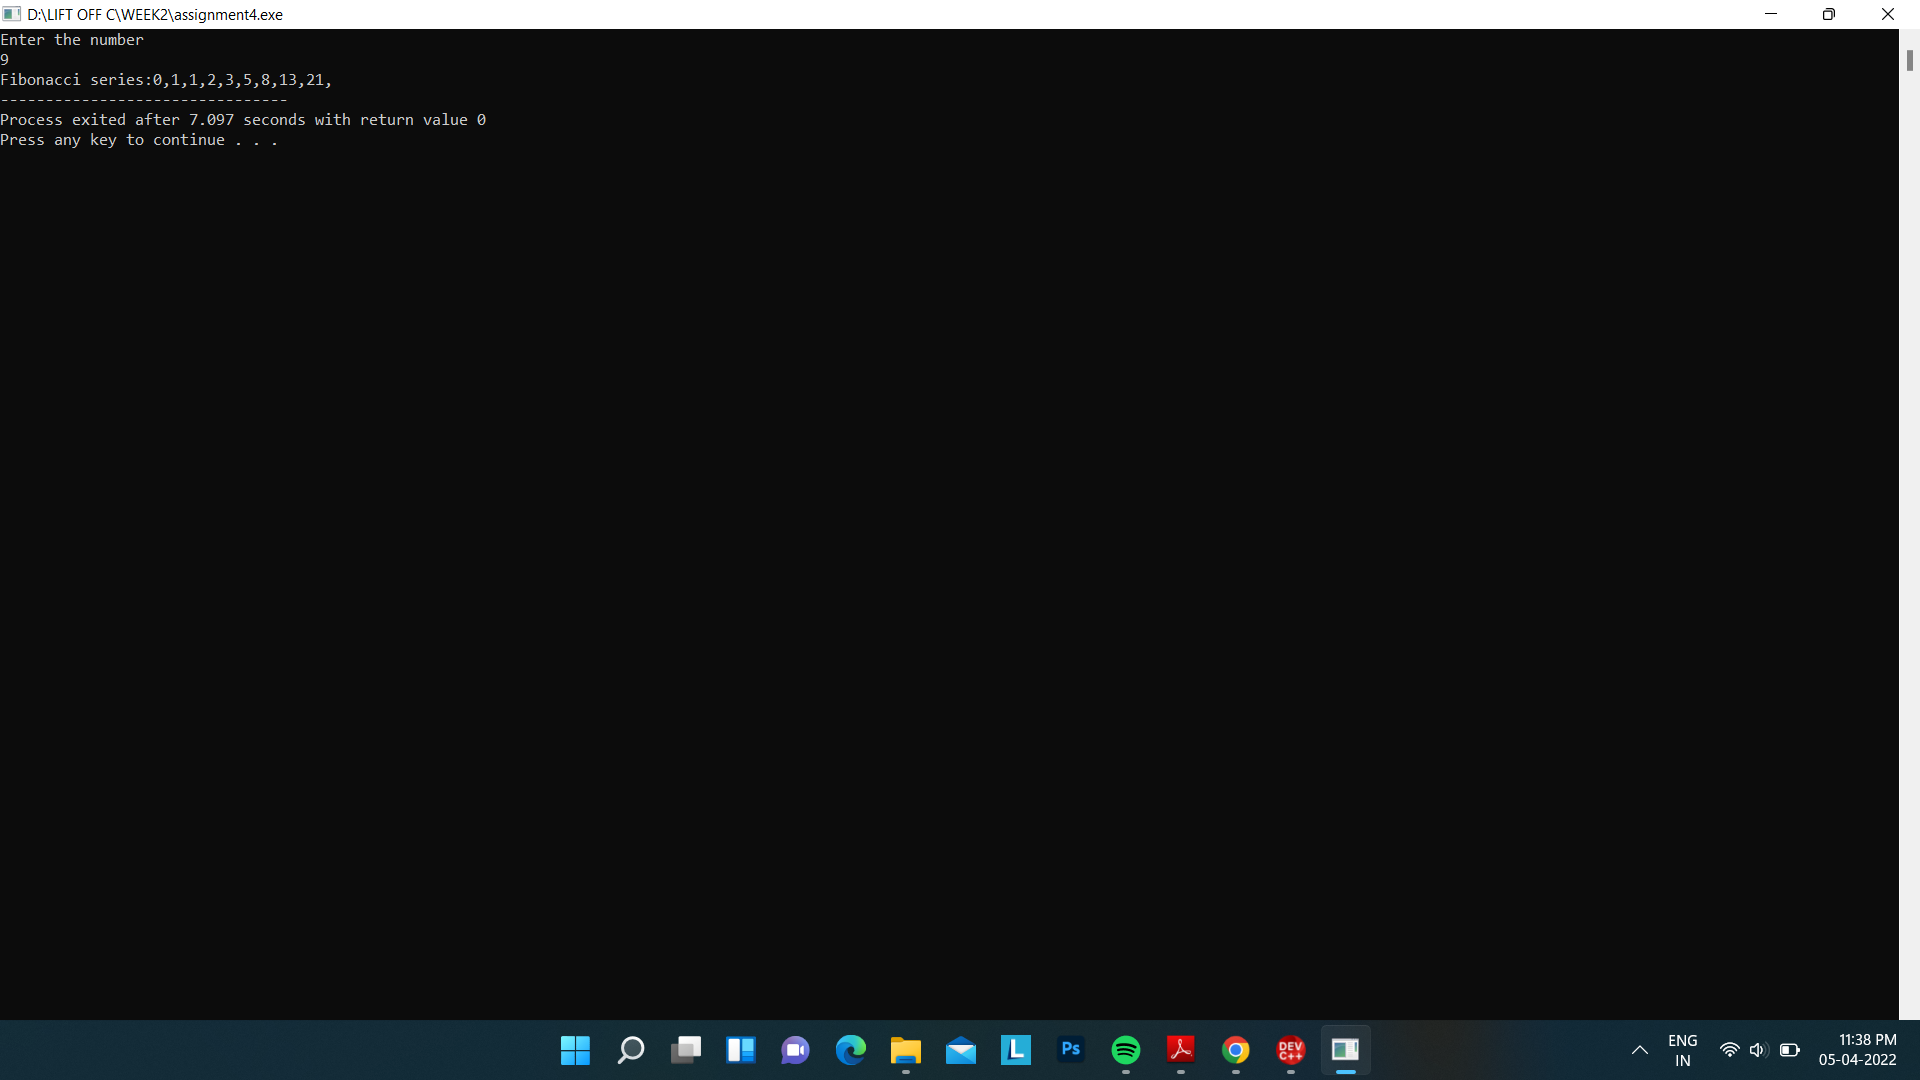 D:\LIFT OFF C\WEEK2\assignment4.exe
Enter the number
9
Fibonacci series:0,1,1,2,3,5,8,13,21,
--------------------------------
Process exited after 7.097 seconds with return value 0
Press any key to continue . . .
L
Ps
DEV
C++
ENG
IN
11:38 PM
05-04-2022